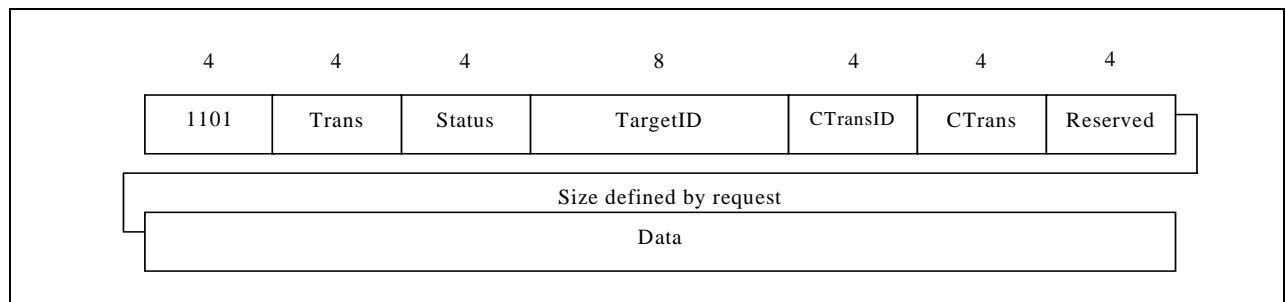 4 4 4 8 4 4 4
1101 Trans Status TargetID CTransID CTrans Reserved
Size defined by request
Data